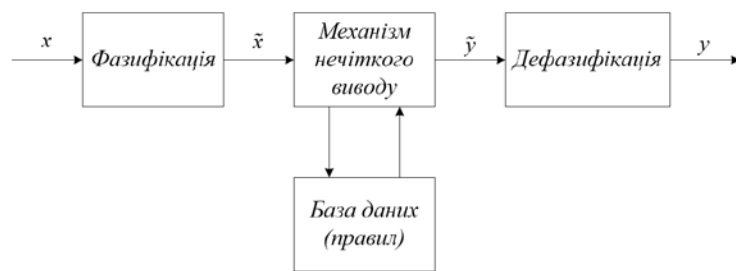 x
Фазифікація
x̃
Механізм
нечіткого
виводу
ỹ
Дефазифікація
y
База даних
(правил)